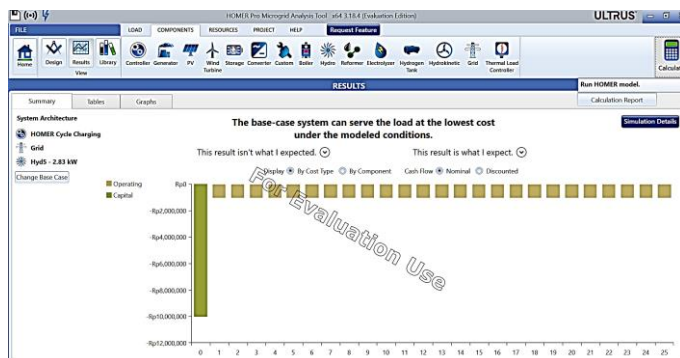 HOMER Pro Microgrid Analysis Tool x64 3.18.4 (Evaluation Edition)
ULTRUS
FILE
LOAD COMPONENTS RESOURCES PROJECT HELP Request Feature
Home Design Results Library Controller Generator PV Wind Turbine Storage Converter Custom Boiler Hydro Reformer Electrolyzer Hydrogen Tank Hydrokinetic Grid Thermal Load Controller Calculate
View
RESULTS
Run HOMER model.
Summary Tables Graphs
Calculation Report
System Architecture
HOMER Cycle Charging
Grid
Hyd5 - 2.83 kW
Change Base Case
The base-case system can serve the load at the lowest cost
under the modeled conditions.
Simulation Details
This result isn't what I expected. This result is what I expect.
Display By Cost Type By Component Cash Flow Nominal Discounted
Operating
Capital
Rp0
-Rp2,000,000
-Rp4,000,000
-Rp6,000,000
-Rp8,000,000
-Rp10,000,000
-Rp12,000,000
For Evaluation Use
0 1 2 3 4 5 6 7 8 9 10 11 12 13 14 15 16 17 18 19 20 21 22 23 24 25